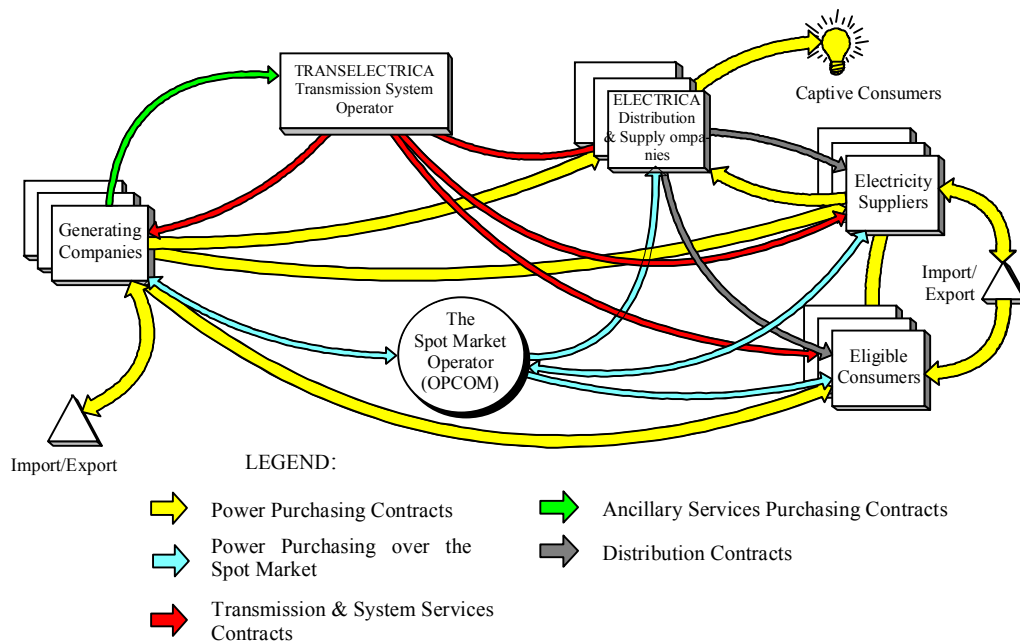 TRANSELECTRICA
Transmission System
Operator
ELECTRICA
Distribution
& Supply ompa-
nies
Captive Consumers
Electricity
Suppliers
Generating
Companies
Import/
Export
The
Spot Market
Operator
(OPCOM)
Eligible
Consumers
Import/Export
LEGEND:
Power Purchasing Contracts
Power Purchasing over the
Spot Market
Transmission & System Services
Contracts
Ancillary Services Purchasing Contracts
Distribution Contracts